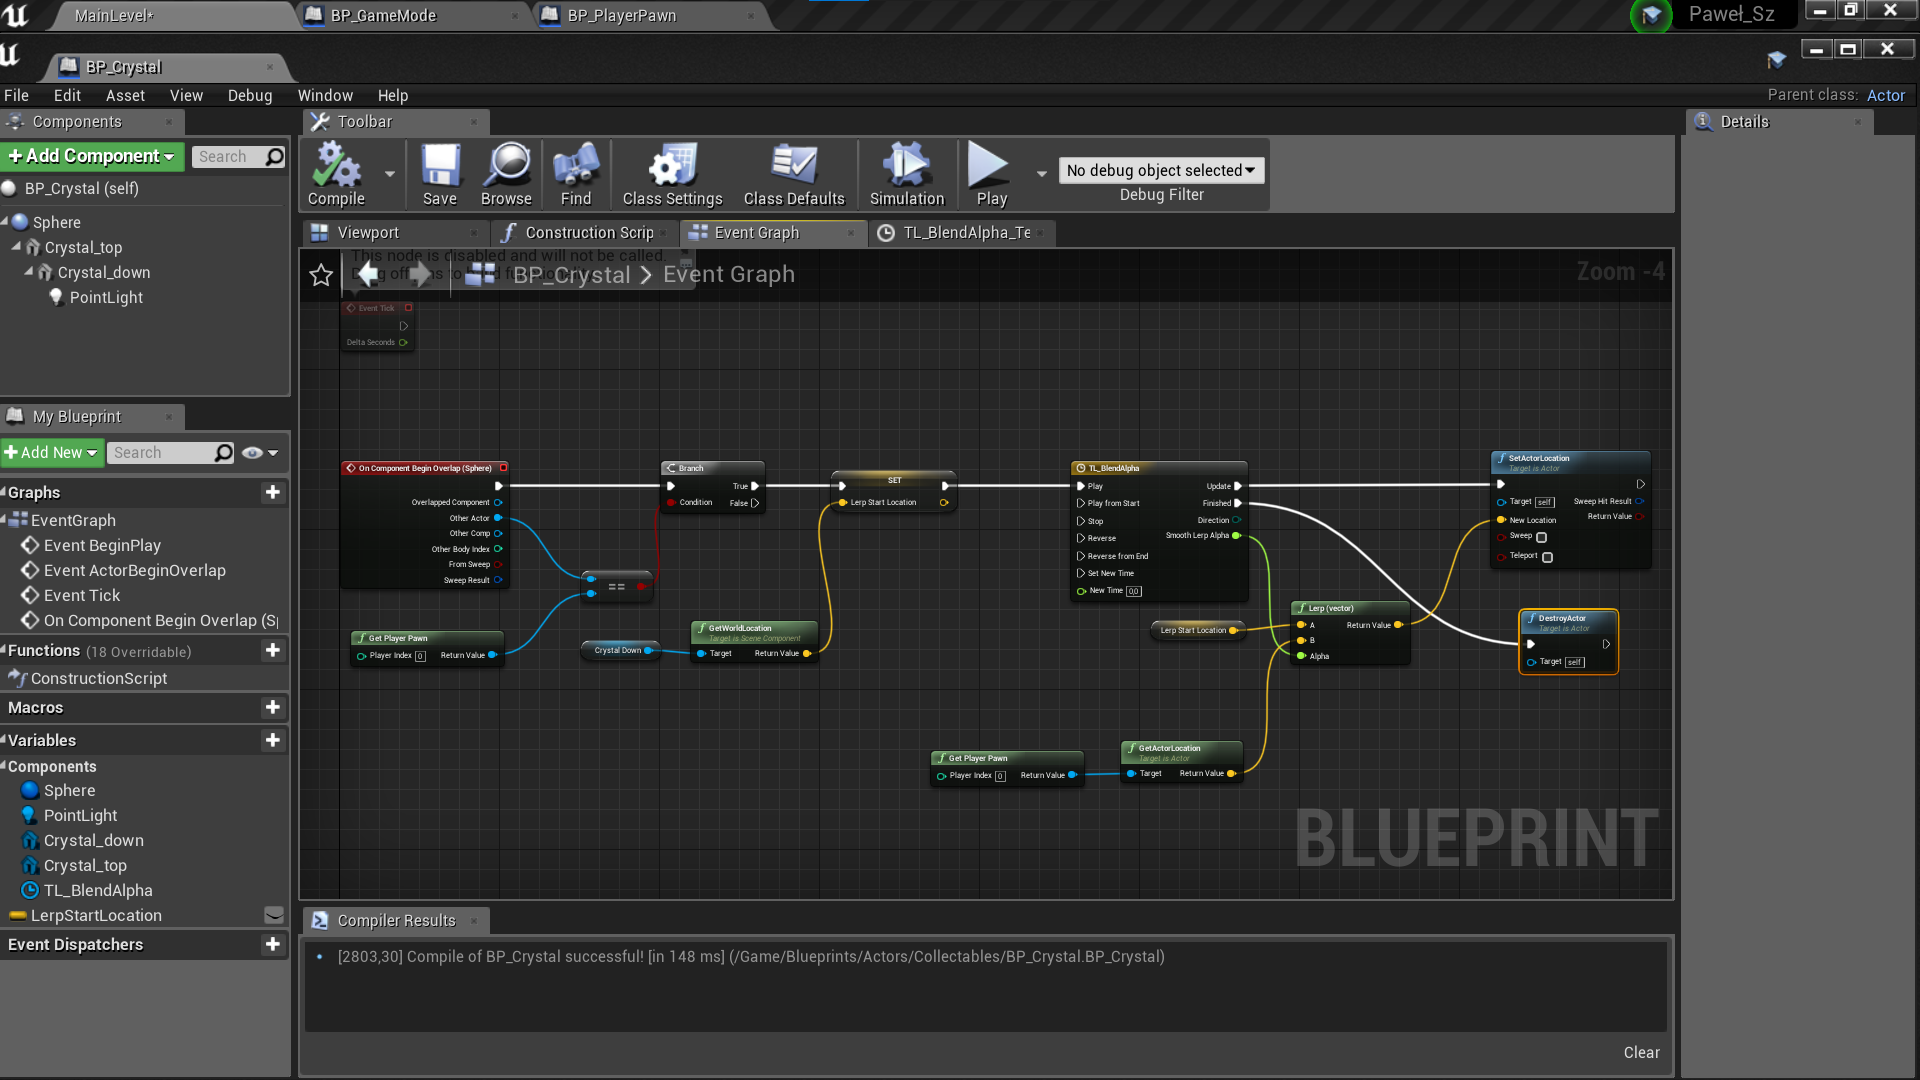 MainLevel*
BP_GameMode
BP_PlayerPawn
Paweł_Sz
BP_Crystal
File Edit Asset View Debug Window Help
Parent class: Actor
Components
Toolbar
Details
+ Add Component
Search
BP_Crystal (self)
Sphere
Crystal_top
Crystal_down
PointLight
Compile
Save
Browse
Find
Class Settings
Class Defaults
Simulation
Play
No debug object selected
Debug Filter
Viewport
Construction Scrip
Event Graph
TL_BlendAlpha_Te
This node is disabled and will not be called.
BP_Crystal > Event Graph
Zoom -4
Event Tick
Delta Seconds
My Blueprint
+ Add New
Search
Graphs
EventGraph
Event BeginPlay
Event ActorBeginOverlap
Event Tick
On Component Begin Overlap (S
Functions (18 Overridable)
ConstructionScript
Macros
Variables
Components
Sphere
PointLight
Crystal_down
Crystal_top
TL_BlendAlpha
LerpStartLocation
Event Dispatchers
On Component Begin Overlap (Sphere)
Overlapped Component
Other Actor
Other Comp
Other Body Index
From Sweep
Sweep Result
Get Player Pawn
Player Index 0 Return Value
==
Branch
True
Condition False
Crystal Down
GetWorldLocation
Target is Scene Component
Target Return Value
SET
Lerp Start Location
TL_BlendAlpha
Play Update
Play from Start Finished
Stop Direction
Reverse Smooth Lerp Alpha
Reverse from End
Set New Time
New Time 0,0
Lerp Start Location
Lerp (vector)
A Return Value
B
Alpha
Get Player Pawn
Player Index 0 Return Value
GetActorLocation
Target is Actor
Target Return Value
SetActorLocation
Target is Actor
Target self Sweep Hit Result
New Location Return Value
Sweep
Teleport
DestroyActor
Target is Actor
Target self
BLUEPRINT
Compiler Results
[2803,30] Compile of BP_Crystal successful! [in 148 ms] (/Game/Blueprints/Actors/Collectables/BP_Crystal.BP_Crystal)
Clear